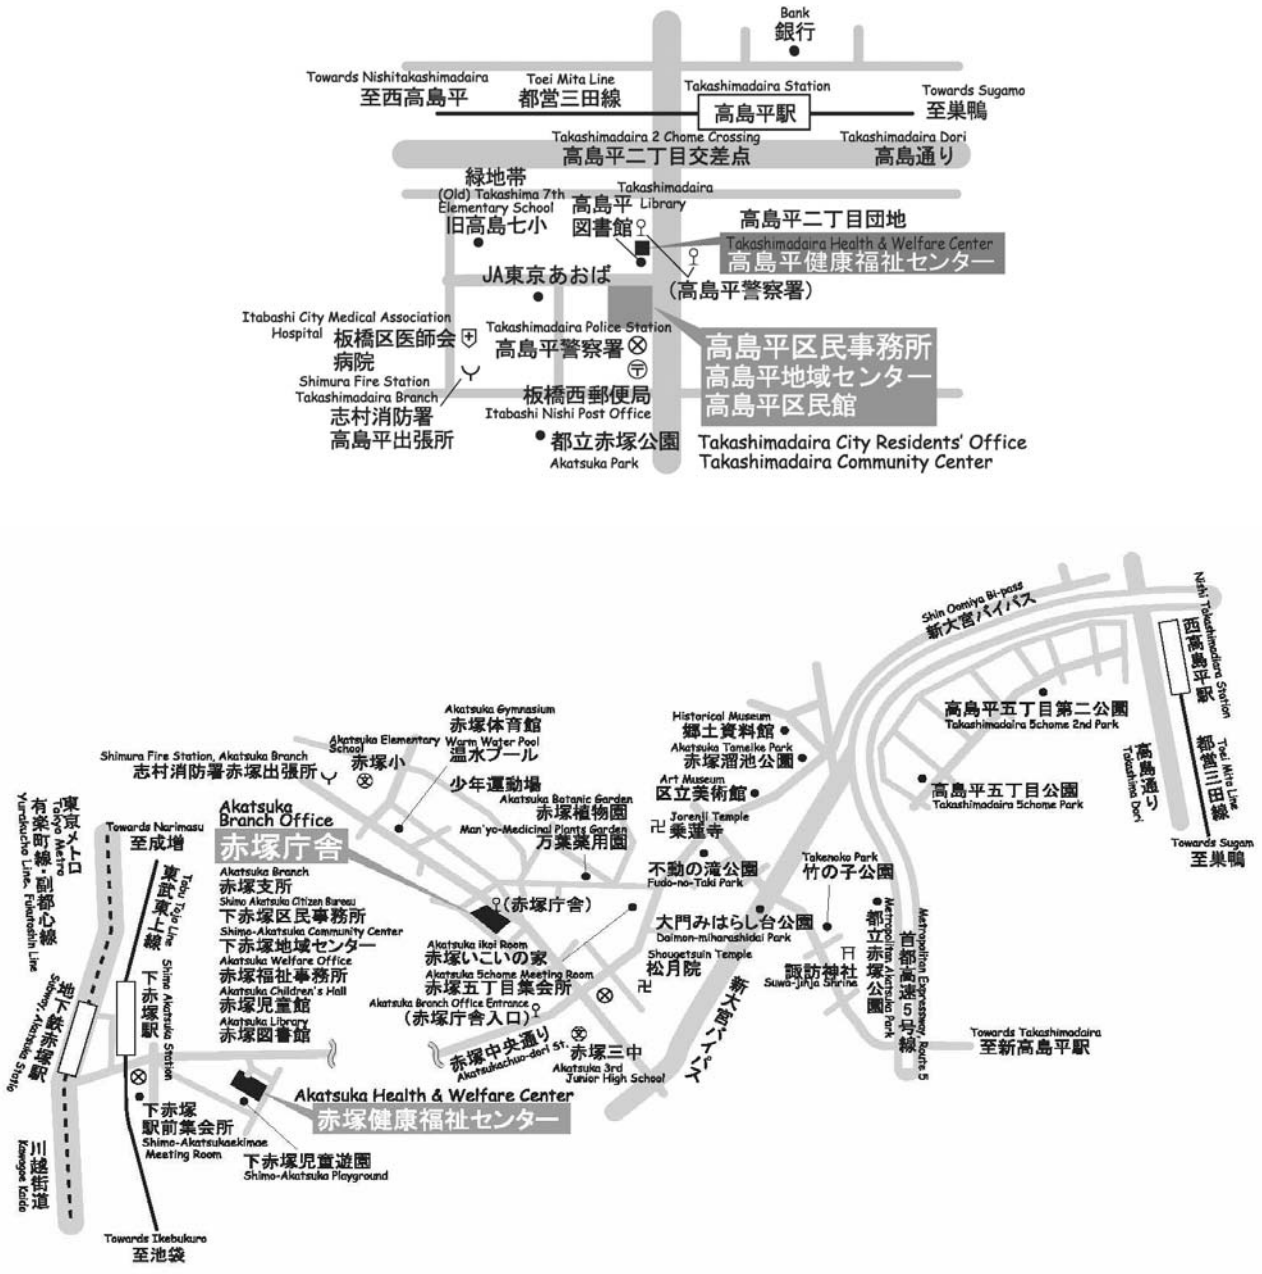 Bank
銀行
Towards Nishitakashimadaira
至西高島平
Toei Mita Line
都営三田線
Takashimadaira Station
高島平駅
Towards Sugamo
至巣鴨
Takashimadaira 2 Chome Crossing
高島平二丁目交差点
Takashimadaira Dori
高島通り
緑地帯
(Old) Takashima 7th
Elementary School
旧高島七小
Takashimadaira
Library
高島平
図書館
高島平二丁目団地
Takashimadaira Health & Welfare Center
高島平健康福祉センター
(高島平警察署)
JA東京あおば
Itabashi City Medical Association
Hospital
板橋区医師会
病院
Takashimadaira Police Station
高島平警察署
高島平区民事務所
高島平地域センター
高島平区民館
Shimura Fire Station
Takashimadaira Branch
志村消防署
高島平出張所
板橋西郵便局
Itabashi Nishi Post Office
都立赤塚公園
Akatsuka Park
Takashimadaira City Residents' Office
Takashimadaira Community Center
Shin Oomiya Bi-pass
新大宮バイパス
Nishi Takashimadiara Station
西高島平駅
高島平五丁目第二公園
Takashimadaira 5chome 2nd Park
高島平五丁目公園
Takashimadaira 5chome Park
高島通り
Takashima Dori
Toei Mita Line
都営三田線
Towards Sugam
至巣鴨
Akatsuka Gymnasium
赤塚体育館
Warm Water Pool
温水プール
少年運動場
Akatsuka Elementary
School
赤塚小
Shimura Fire Station, Akatsuka Branch
志村消防署赤塚出張所
Historical Museum
郷土資料館
Akatsuka Tameike Park
赤塚溜池公園
Art Museum
区立美術館
Jorenji Temple
乗蓮寺
不動の滝公園
Fudo-no-Taki Park
Akatsuka Botanic Garden
赤塚植物園
Man'yo-Medicinal Plants Garden
万葉薬用園
Takenoko Park
竹の子公園
大門みはらし台公園
Daimon-miharashidai Park
Shougetsuin Temple
松月院
諏訪神社
Suwa-jinja Shrine
都立赤塚公園
Metropolitan Akatsuka Park
首都高速5号線
Metropolitan Expressway, Route 5
Towards Takashimadaira
至新高島平駅
新大宮バイパス
Akatsuka
Branch Office
赤塚庁舎
Akatsuka Branch
赤塚支所
Shimo Akatsuka Citizen Bureau
下赤塚区民事務所
Shimo-Akatsuka Community Center
下赤塚地域センター
Akatsuka Welfare Office
赤塚福祉事務所
Akatsuka Children's Hall
赤塚児童館
Akatsuka Library
赤塚図書館
(赤塚庁舎)
Akatsuka ikoi Room
赤塚いこいの家
Akatsuka 5chome Meeting Room
赤塚五丁目集会所
Akatsuka Branch Office Entrance
(赤塚庁舎入口)
赤塚中央通り
Akatsukachuo-dori St.
赤塚三中
Akatsuka 3rd
Junior High School
東京メトロ
Tokyo Metro
有楽町線・副都心線
Yurakucho Line, Fukutoshin Line
Towards Narimasu
至成増
東武東上線
Tobu Tojo Line
下赤塚駅
Shimo Akatsuka Station
地下鉄赤塚駅
Subway, Akatsuka Statio
Akatsuka Health & Welfare Center
赤塚健康福祉センター
下赤塚
駅前集会所
Shimo-Akatsukaekimae
Meeting Room
下赤塚児童遊園
Shimo-Akatsuka Playground
川越街道
Kawagoe Kaido
Towards Ikebukuro
至池袋